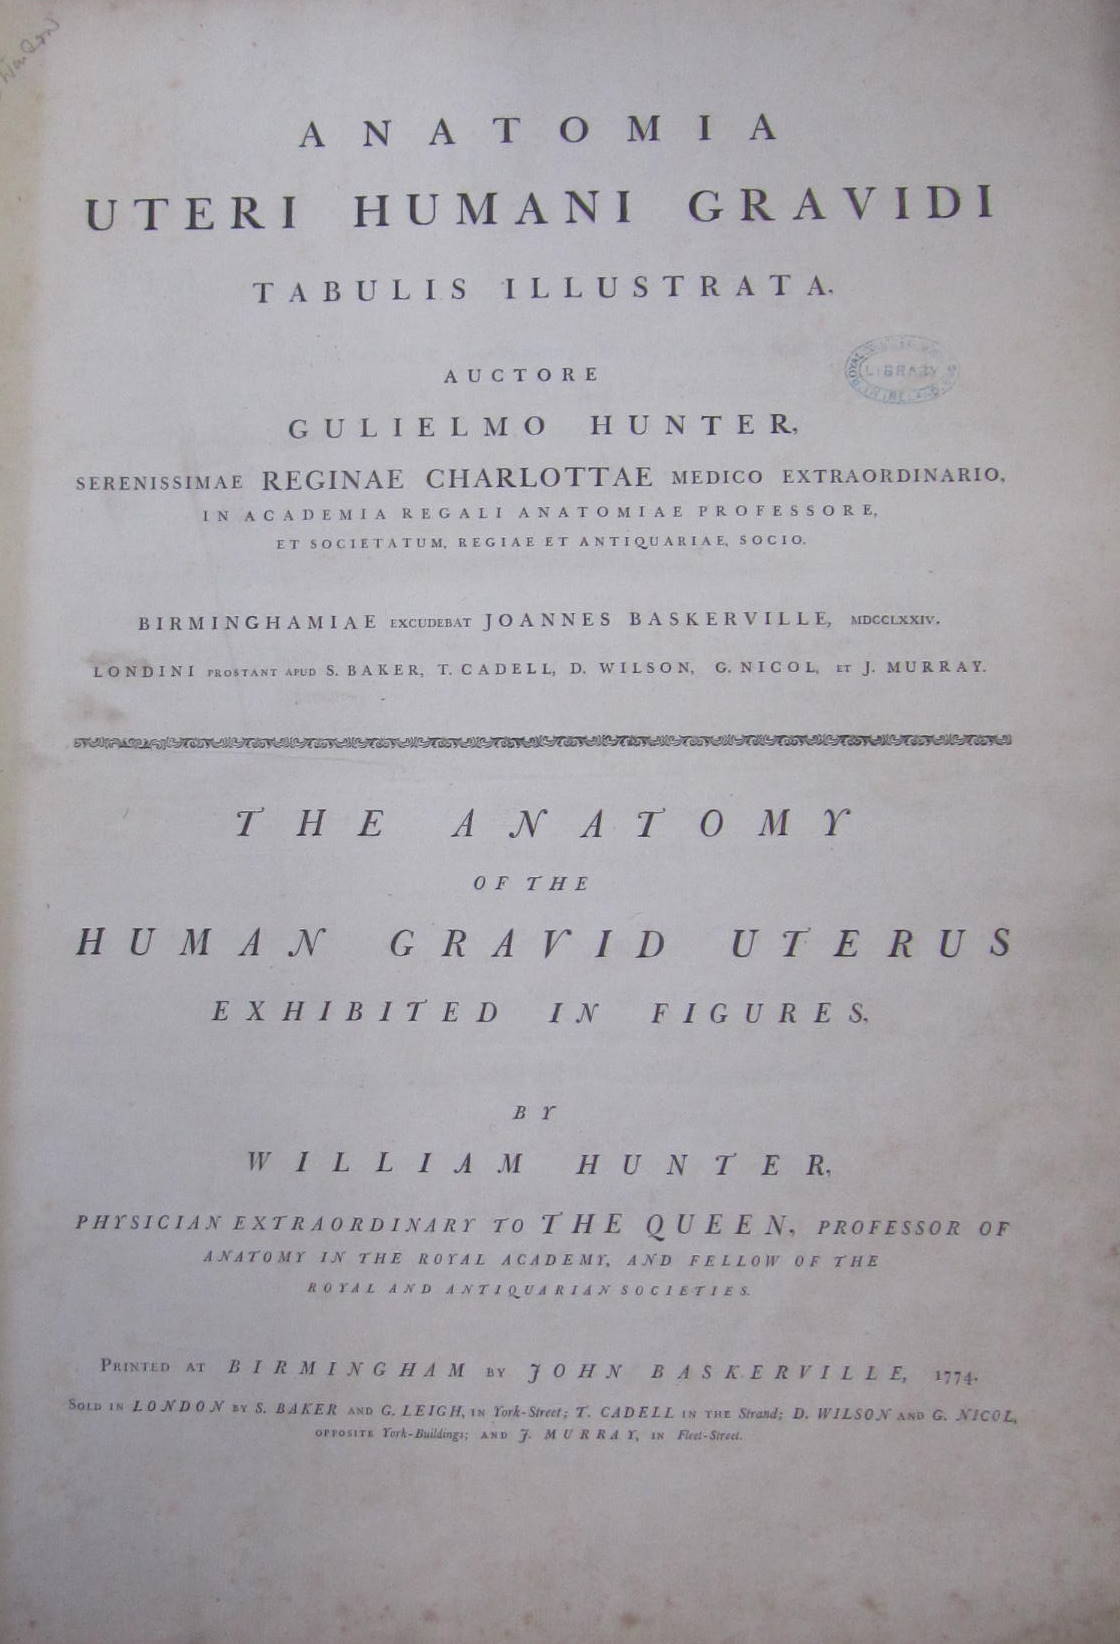 ANATOMIA
UTERI HUMANI GRAVIDI
TABULIS ILLUSTRATA.
LIBRARY
AUCTORE
GULIELMO HUNTER,
SERENISSIMAE REGINAE CHARLOTTAE MEDICO EXTRAORDINARIO,
IN ACADEMIA REGALI ANATOMIAE PROFESSORE,
ET SOCIETATUM, REGIAE ET ANTIQUARIAE, SOCIO.
BIRMINGHAMIAE EXCUDEBAT JOANNES BASKERVILLE, MDCCLXXIV.
LONDINI PROSTANT APUD S. BAKER, T. CADELL, D. WILSON, G. NICOL, ET J. MURRAY.
THE ANATOMY
OF THE
HUMAN GRAVID UTERUS
EXHIBITED IN FIGURES,
BY
WILLIAM HUNTER,
PHYSICIAN EXTRAORDINARY TO THE QUEEN, PROFESSOR OF
ANATOMY IN THE ROYAL ACADEMY, AND FELLOW OF THE
ROYAL AND ANTIQUARIAN SOCIETIES.
PRINTED AT BIRMINGHAM BY JOHN BASKERVILLE, 1774.
SOLD IN LONDON BY S. BAKER AND G. LEIGH, IN York-Street; T. CADELL IN THE Strand; D. WILSON AND G. NICOL,
OPPOSITE York-Buildings; AND J. MURRAY, IN Fleet-Street.